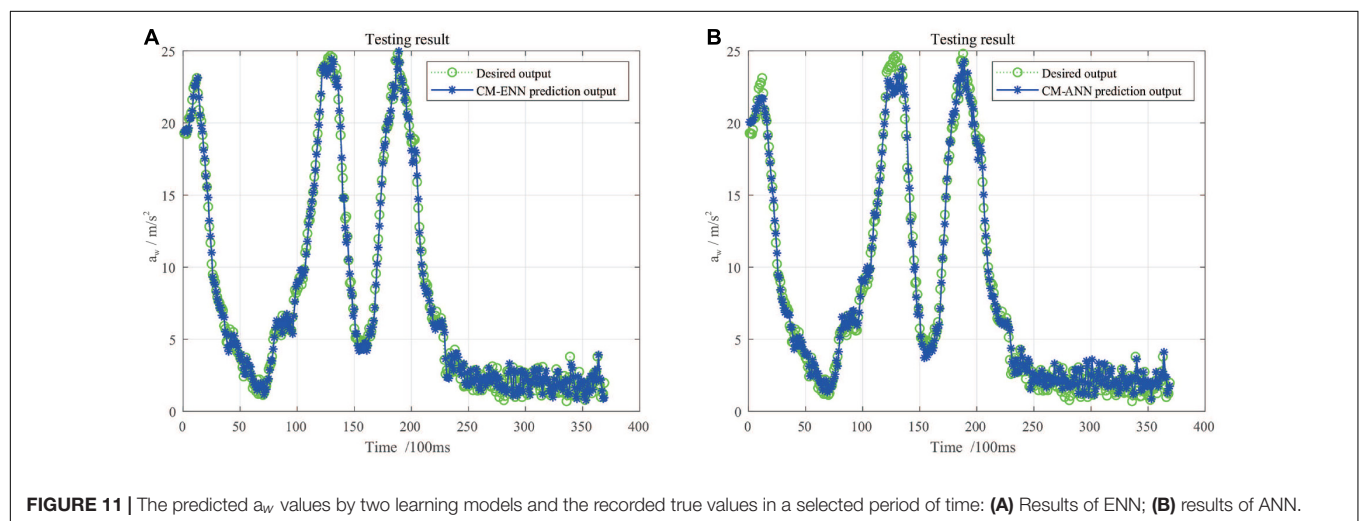 A
Testing result
Desired output
CM-ENN prediction output
25
20
15
10
5
0
a_w / m/s²
0 50 100 150 200 250 300 350 400
Time /100ms
B
Testing result
Desired output
CM-ANN prediction output
25
20
15
10
5
0
a_w / m/s²
0 50 100 150 200 250 300 350 400
Time /100ms
FIGURE 11 | The predicted a_w values by two learning models and the recorded true values in a selected period of time: (A) Results of ENN; (B) results of ANN.